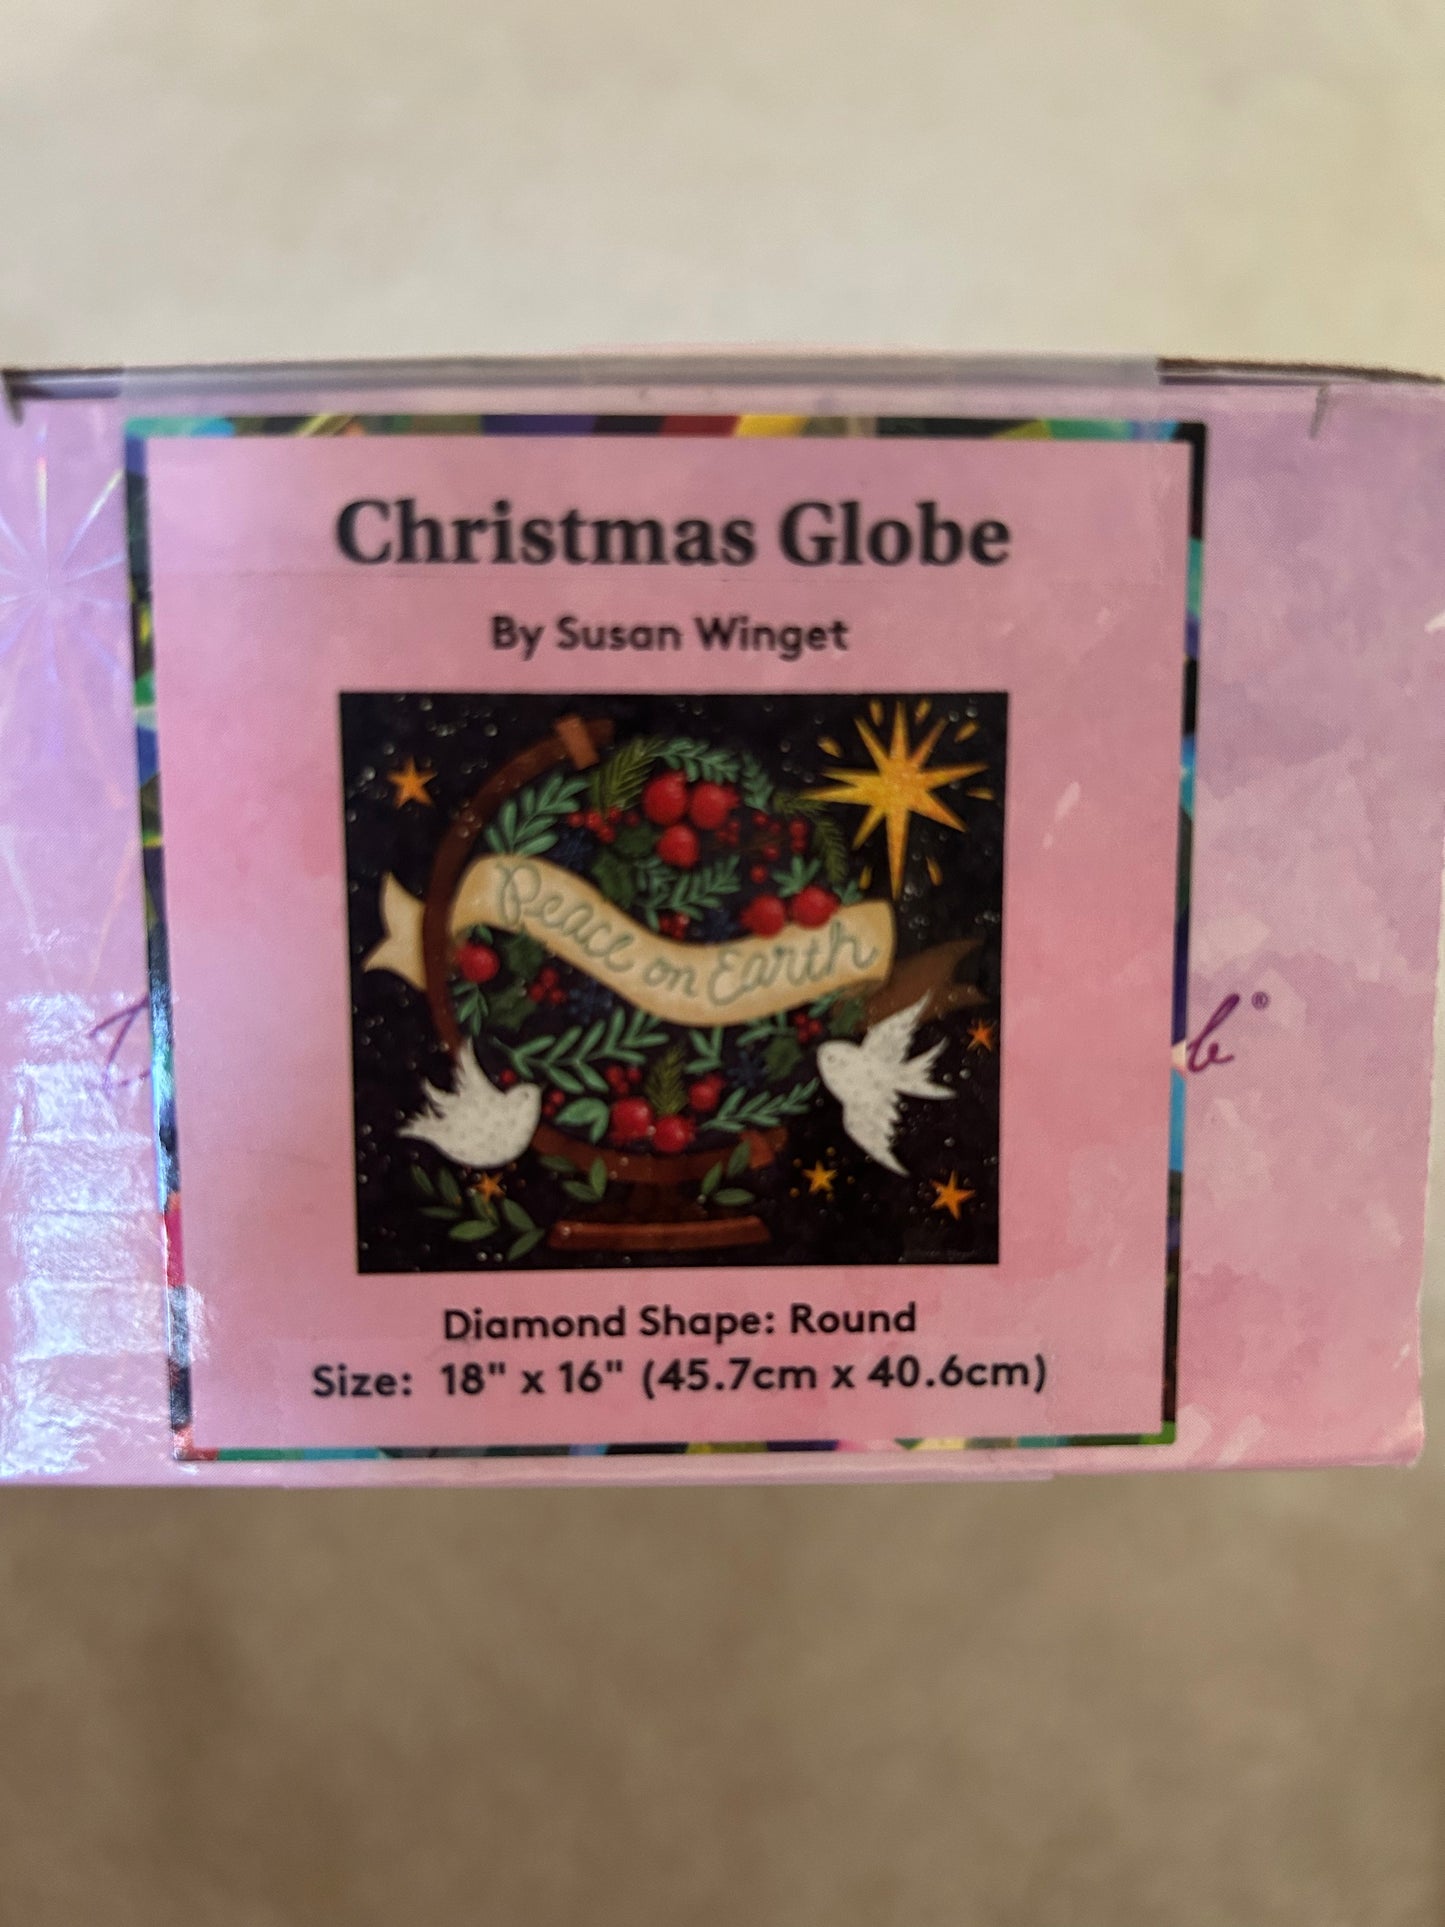 Christmas Globe
By Susan Winget
Peace on Earth
Diamond Shape: Round
Size: 18" x 16" (45.7cm x 40.6cm)